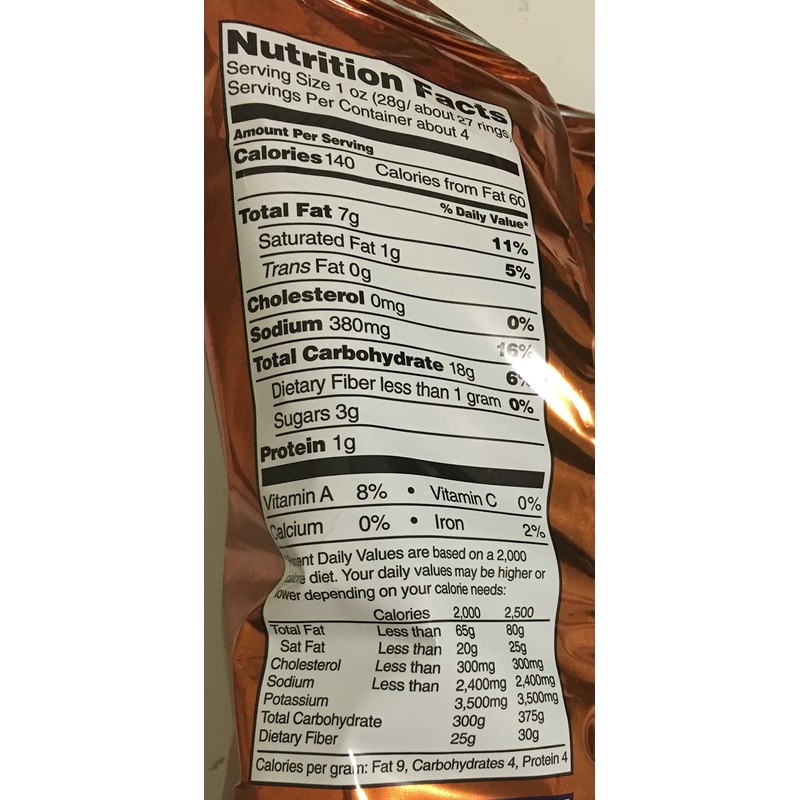 Nutrition Facts
Serving Size 1 oz (28g/ about 27 rings)
Servings Per Container about 4
Amount Per Serving
Calories 140 Calories from Fat 60
% Daily Value*
Total Fat 7g 11%
Saturated Fat 1g 5%
Trans Fat 0g
Cholesterol 0mg 0%
Sodium 380mg 16%
Total Carbohydrate 18g 6%
Dietary Fiber less than 1 gram 0%
Sugars 3g
Protein 1g
Vitamin A 8% • Vitamin C 0%
Calcium 0% • Iron 2%
Daily Values are based on a 2,000
diet. Your daily values may be higher or
lower depending on your calorie needs:
Calories 2,000 2,500
Total Fat Less than 65g 80g
Sat Fat Less than 20g 25g
Cholesterol Less than 300mg 300mg
Sodium Less than 2,400mg 2,400mg
Potassium 3,500mg 3,500mg
Total Carbohydrate 300g 375g
Dietary Fiber 25g 30g
Calories per gram: Fat 9, Carbohydrates 4, Protein 4